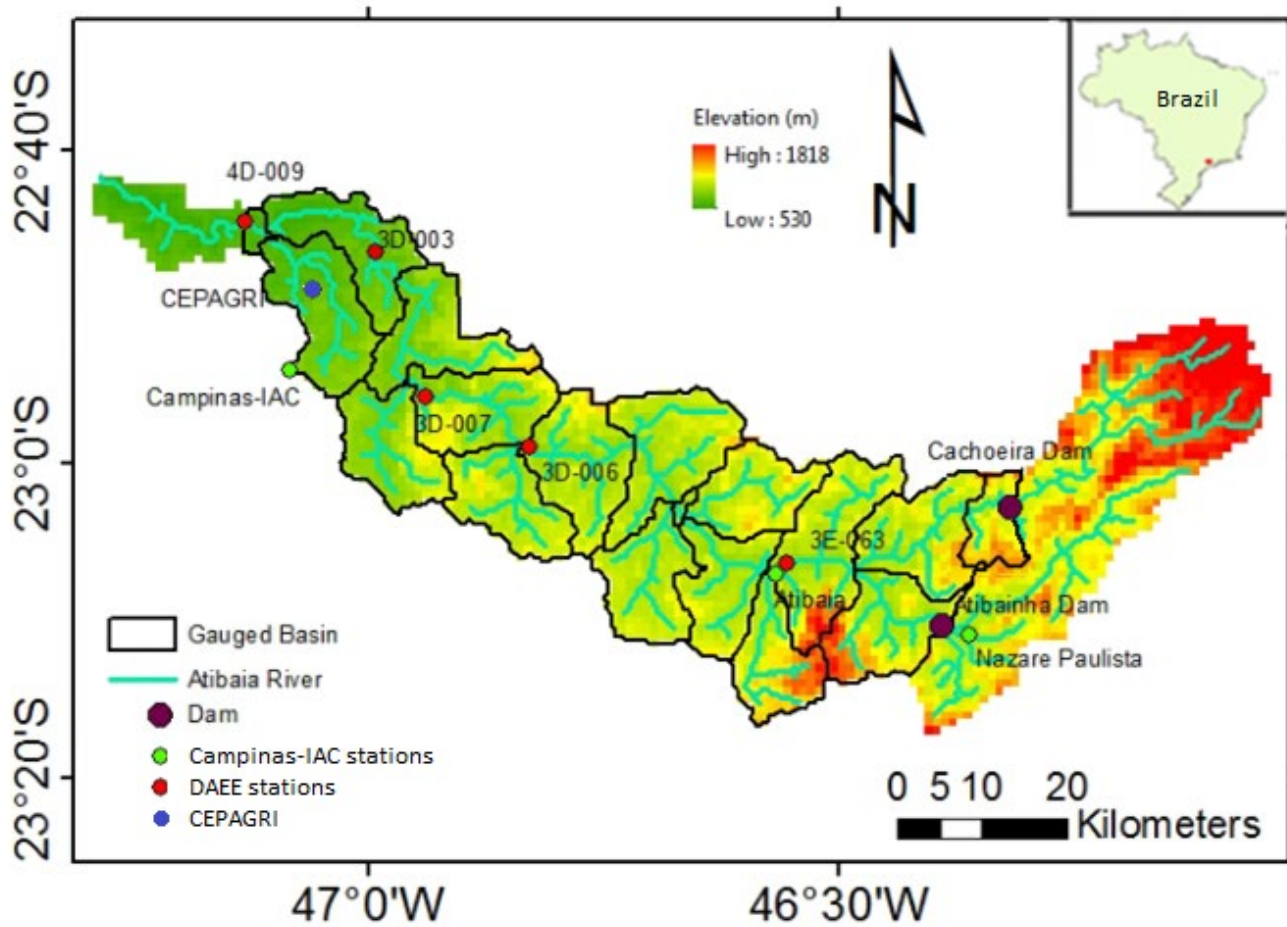 Brazil
Elevation (m)
High : 1818
Low : 530
N
22°40'S
23°0'S
23°20'S
4D-009
3D-003
CEPAGRI
Campinas-IAC
3D-007
3D-006
Cachoeira Dam
3E-063
Atibaia
Atibainha Dam
Nazare Paulista
Gauged Basin
Atibaia River
Dam
Campinas-IAC stations
DAEE stations
CEPAGRI
0 5 10 20
Kilometers
47°0'W
46°30'W